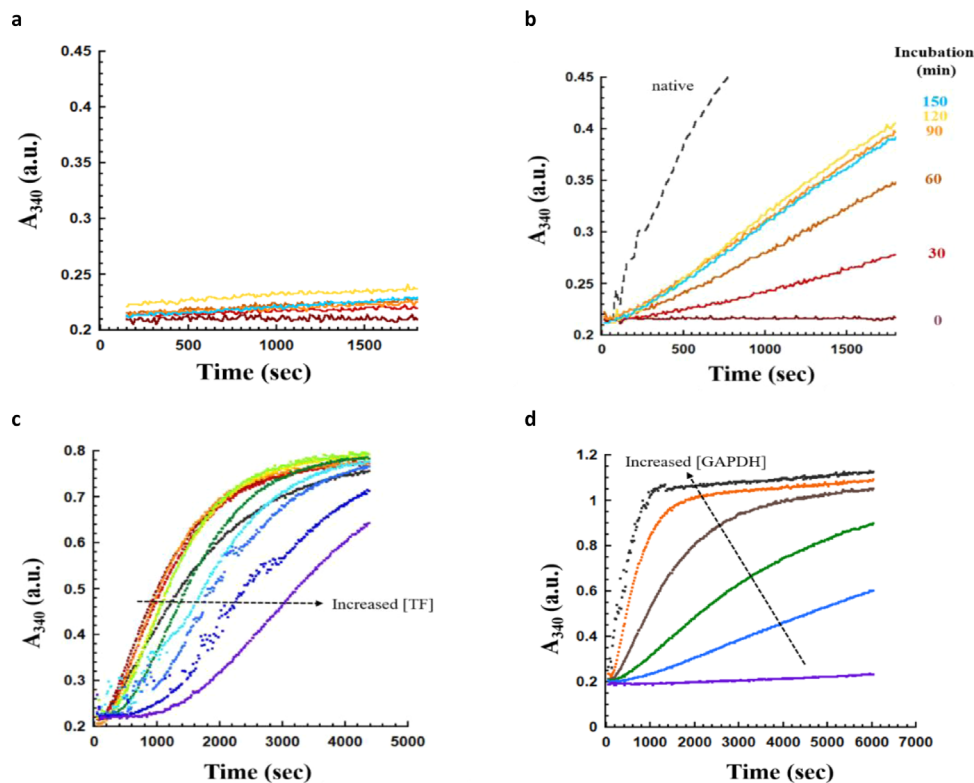 a
0.45
0.4
0.35
0.3
0.25
0.2
A340 (a.u.)
0 500 1000 1500
Time (sec)
b
0.45
0.4
0.35
0.3
0.25
0.2
A340 (a.u.)
native
0 500 1000 1500
Time (sec)
Incubation
(min)
150
120
90
60
30
0
c
0.8
0.7
0.6
0.5
0.4
0.3
0.2
A340 (a.u.)
Increased [TF]
0 1000 2000 3000 4000 5000
Time (sec)
d
1.2
1
0.8
0.6
0.4
0.2
0
A340 (a.u.)
Increased [GAPDH]
0 1000 2000 3000 4000 5000 6000 7000
Time (sec)